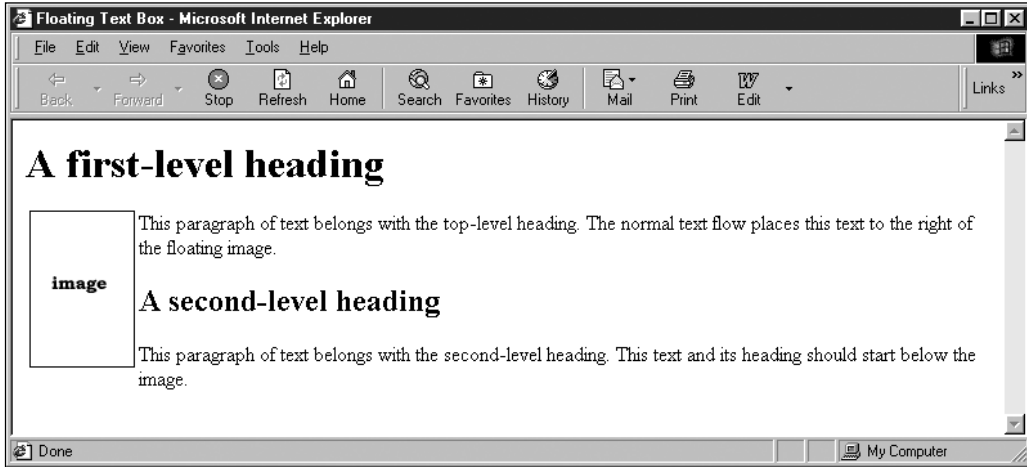 Floating Text Box - Microsoft Internet Explorer
File Edit View Favorites Tools Help
Back Forward Stop Refresh Home Search Favorites History Mail Print Edit Links »
A first-level heading
This paragraph of text belongs with the top-level heading. The normal text flow places this text to the right of
the floating image.
image
A second-level heading
This paragraph of text belongs with the second-level heading. This text and its heading should start below the
image.
Done My Computer